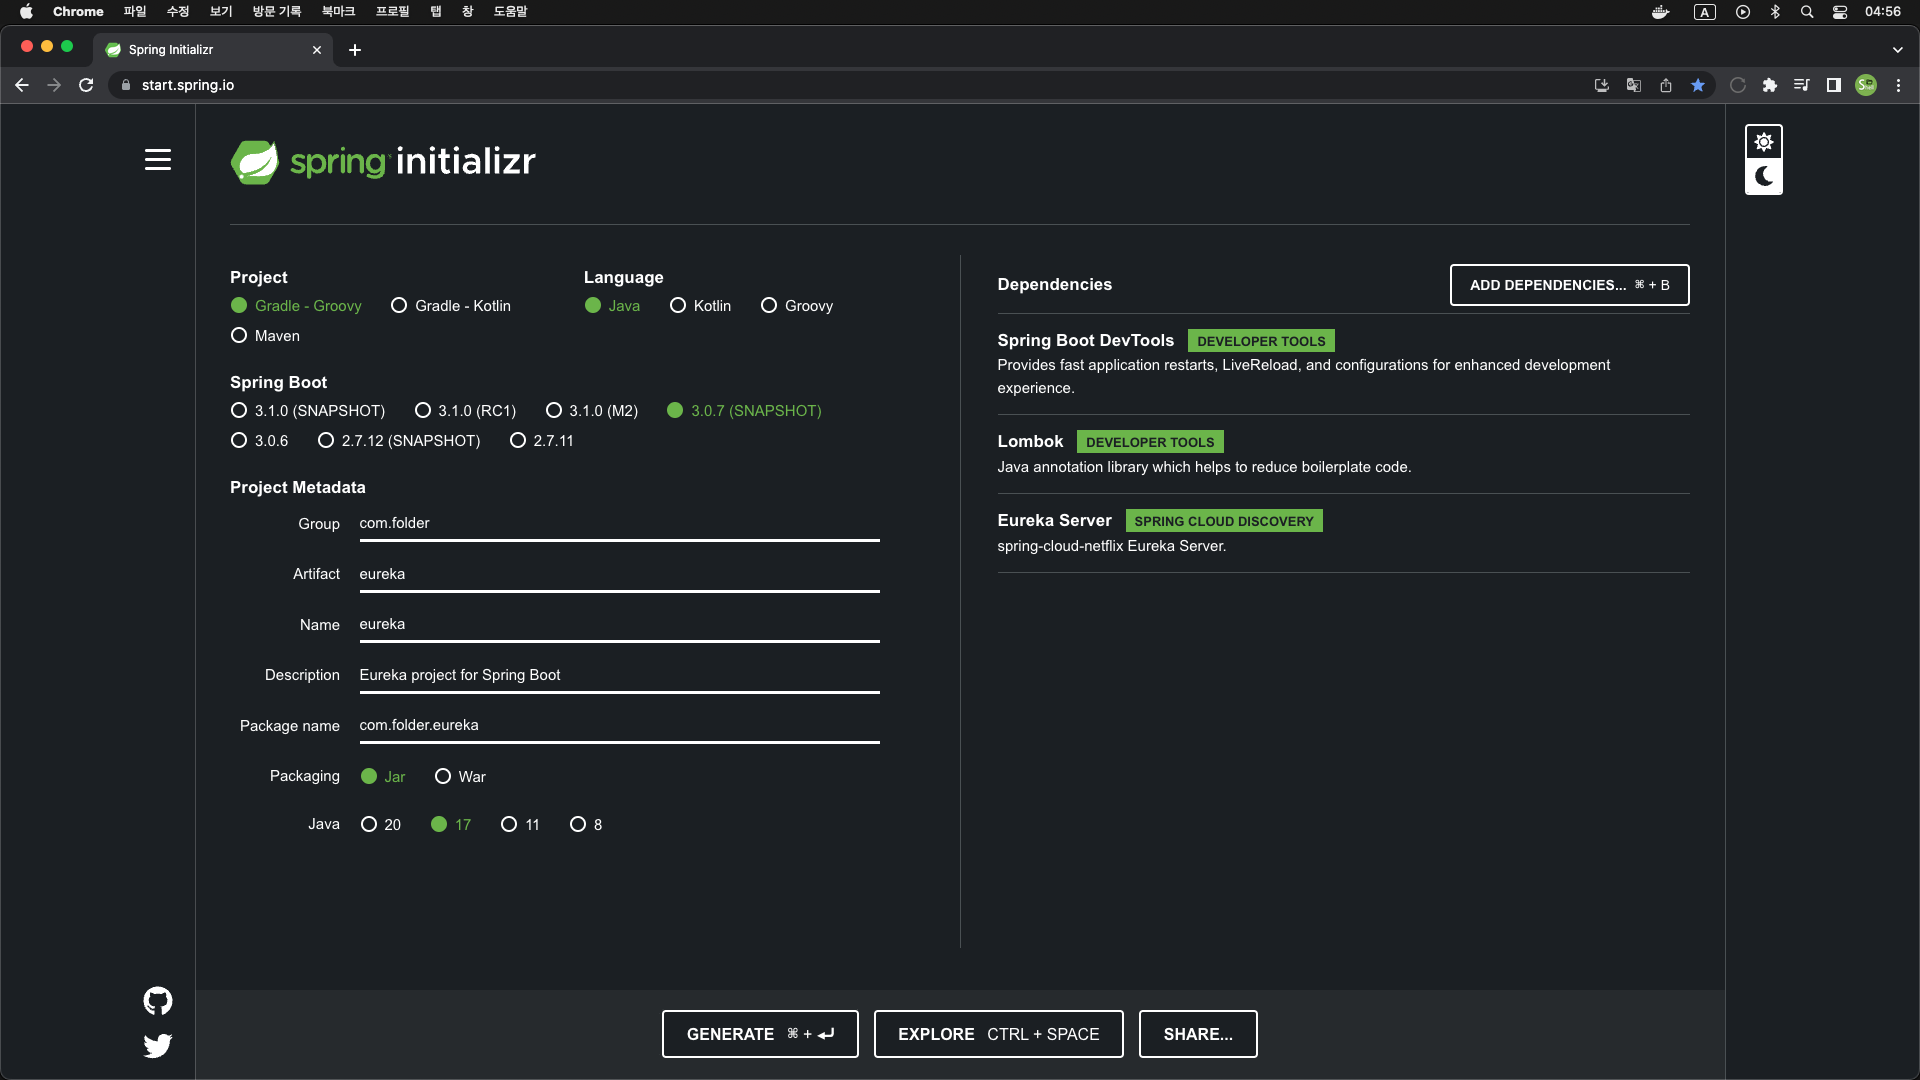 Chrome 파일 수정 보기 방문 기록 북마크 프로필 탭 창 도움말 A 04:56
Spring Initializr
start.spring.io
spring initializr
Project
Gradle - Groovy Gradle - Kotlin
Maven
Language
Java Kotlin Groovy
Spring Boot
3.1.0 (SNAPSHOT) 3.1.0 (RC1) 3.1.0 (M2) 3.0.7 (SNAPSHOT)
3.0.6 2.7.12 (SNAPSHOT) 2.7.11
Project Metadata
Group com.folder
Artifact eureka
Name eureka
Description Eureka project for Spring Boot
Package name com.folder.eureka
Packaging Jar War
Java 20 17 11 8
Dependencies
ADD DEPENDENCIES... ⌘ + B
Spring Boot DevTools DEVELOPER TOOLS
Provides fast application restarts, LiveReload, and configurations for enhanced development
experience.
Lombok DEVELOPER TOOLS
Java annotation library which helps to reduce boilerplate code.
Eureka Server SPRING CLOUD DISCOVERY
spring-cloud-netflix Eureka Server.
GENERATE ⌘ + ⏎
EXPLORE CTRL + SPACE
SHARE...